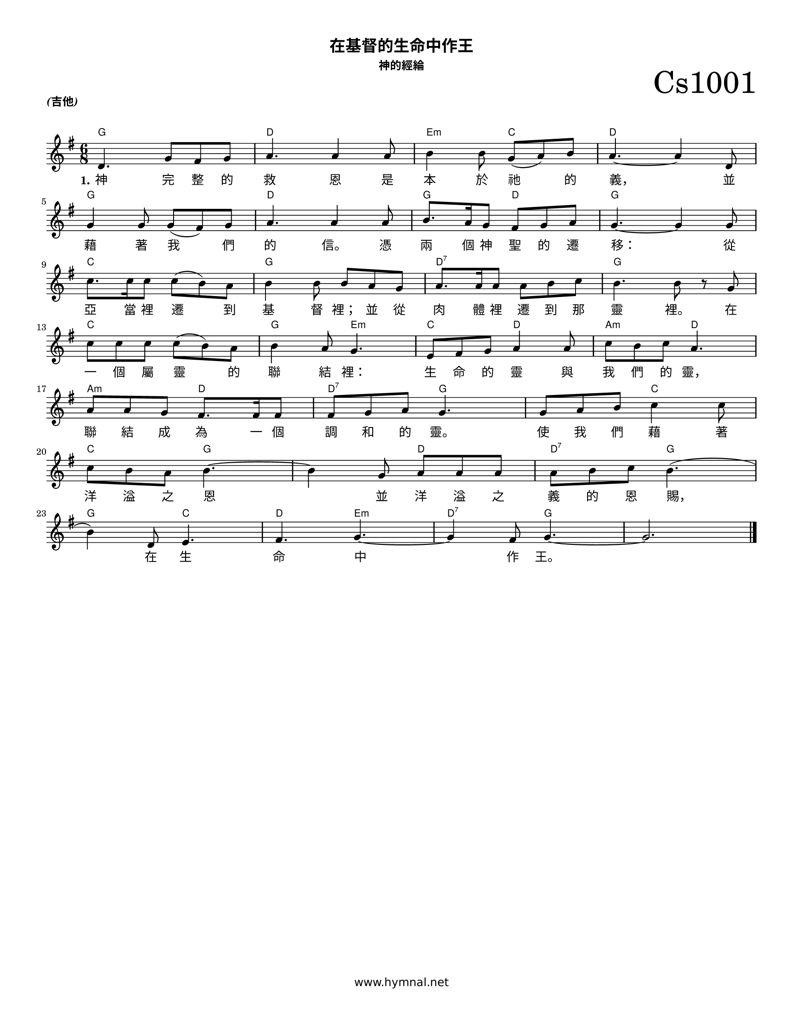 在基督的生命中作王
神的經綸
Cs1001
(吉他)
G D Em C D
1. 神 完 整 的 救 恩 是 本 於 祂 的 義， 並
5
G D G D G
藉 著 我 們 的 信。 憑 兩 個 神 聖 的 遷 移： 從
9
C G D7 G
亞 當 裡 遷 到 基 督 裡； 並 從 肉 體 裡 遷 到 那 靈 裡。 在
13
C G Em C D Am D
一 個 屬 靈 的 聯 結 裡： 生 命 的 靈 與 我 們 的 靈，
17
Am D D7 G C
聯 結 成 為 一 個 調 和 的 靈。 使 我 們 藉 著
20
C G D D7 G
洋 溢 之 恩 並 洋 溢 之 義 的 恩 賜，
23
G C D Em D7 G
在 生 命 中 作 王。
www.hymnal.net